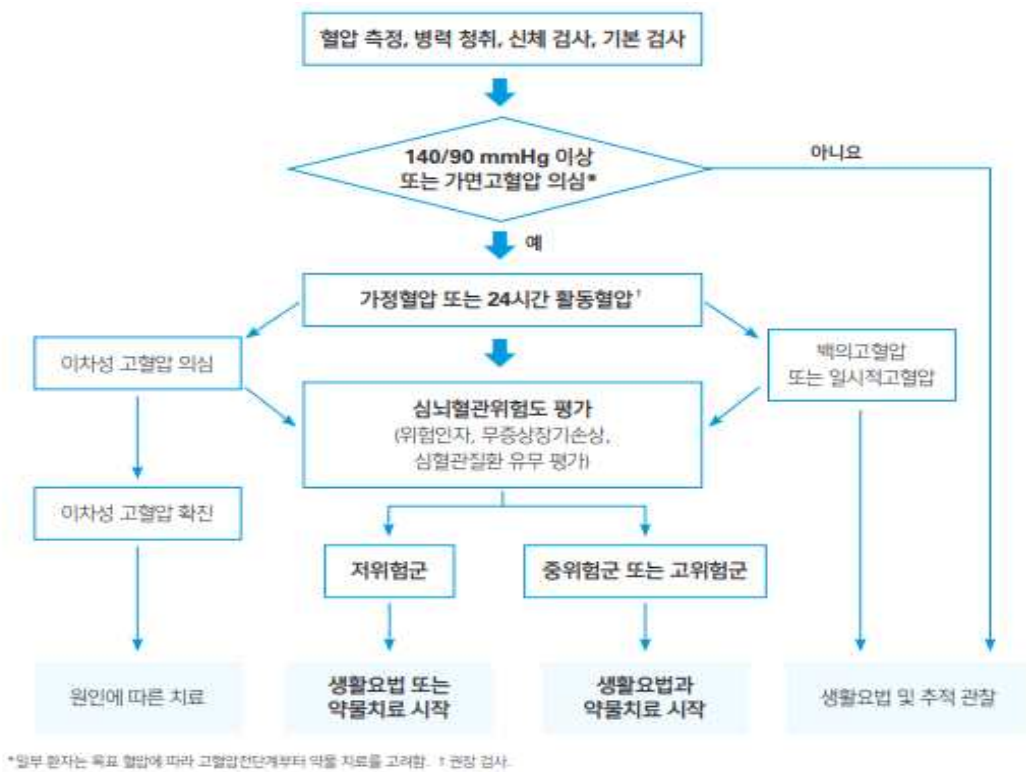 혈압 측정, 병력 청취, 신체 검사, 기본 검사
140/90 mmHg 이상
또는 가면고혈압 의심*
아니요
예
가정혈압 또는 24시간 활동혈압†
이차성 고혈압 의심
백의고혈압
또는 일시적고혈압
심뇌혈관위험도 평가
(위험인자, 무증상장기손상,
심혈관질환 유무 평가)
이차성 고혈압 확진
저위험군
중위험군 또는 고위험군
원인에 따른 치료
생활요법 또는
약물치료 시작
생활요법과
약물치료 시작
생활요법 및 추적 관찰
*일부 환자는 목표 혈압에 따라 고혈압전단계부터 약물 치료를 고려함. † 권장 검사.